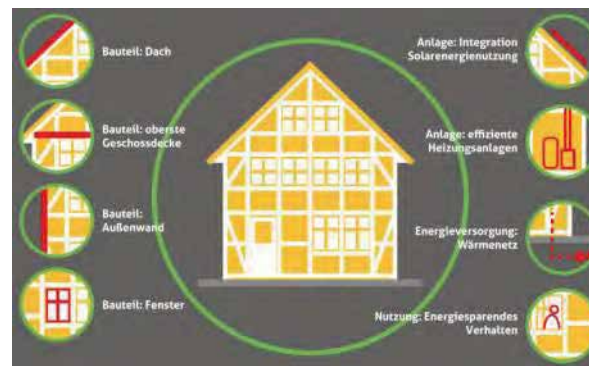 Bauteil: Dach
Bauteil: oberste
Geschossdecke
Bauteil:
Außenwand
Bauteil: Fenster
Anlage: Integration
Solarenergienutzung
Anlage: effiziente
Heizungsanlagen
Energieversorgung:
Wärmenetz
Nutzung: Energiesparendes
Verhalten